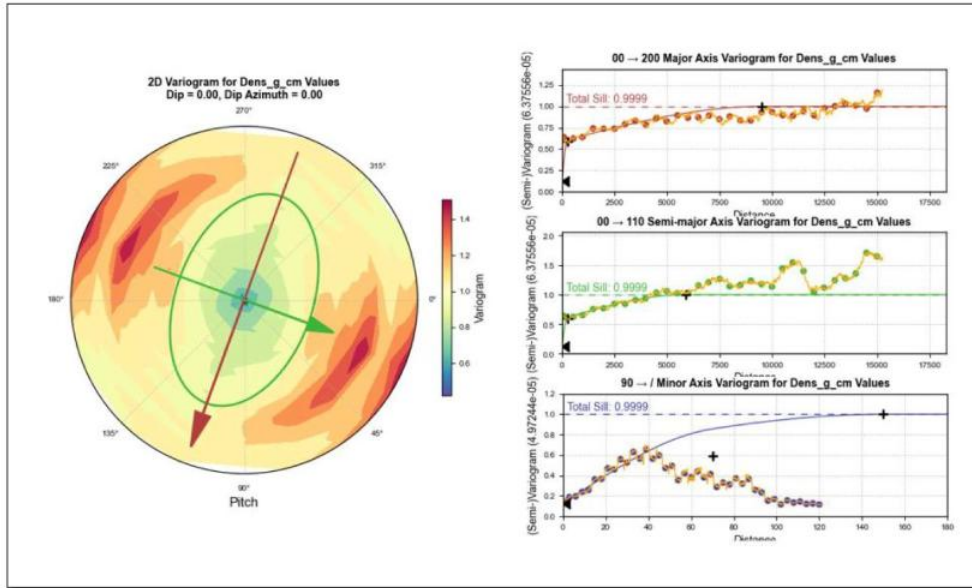 2D Variogram for Dens_g_cm Values
Dip = 0.00, Dip Azimuth = 0.00
270°
225°
315°
180°
0°
135°
45°
90°
Pitch
1.4
1.2
1.0
0.8
0.6
Variogram
00 → 200 Major Axis Variogram for Dens_g_cm Values
(Semi-)Variogram (6.37556e-05)
1.25
1.00
0.75
0.50
0.25
0.00
Total Sill: 0.9999
0 2500 5000 7500 10000 12500 15000 17500
Distance
00 → 110 Semi-major Axis Variogram for Dens_g_cm Values
(Semi-)Variogram (6.37556e-05)
2.0
1.5
1.0
0.5
0.0
Total Sill: 0.9999
0 2500 5000 7500 10000 12500 15000 17500
Distance
90 → / Minor Axis Variogram for Dens_g_cm Values
(Semi-)Variogram (4.97244e-05)
1.2
1.0
0.8
0.6
0.4
0.2
0.0
Total Sill: 0.9999
0 20 40 60 80 100 120 140 160 180
Distance